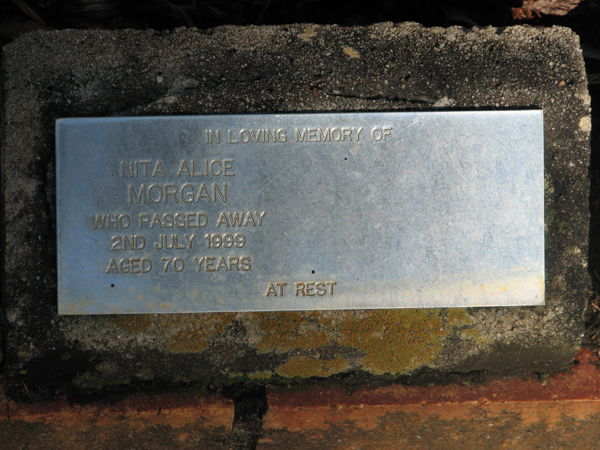 IN LOVING MEMORY OF
NITA ALICE
MORGAN
WHO PASSED AWAY
2ND JULY 1999
AGED 70 YEARS
AT REST